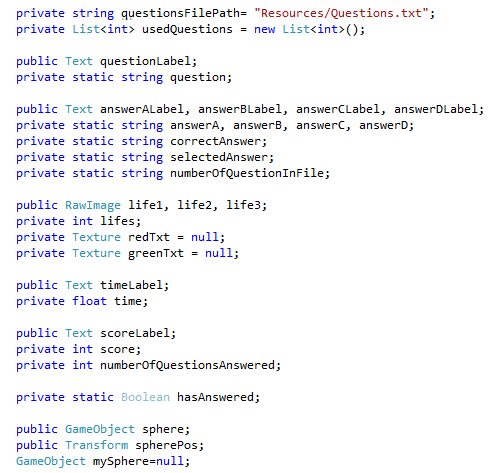 private string questionsFilePath= "Resources/Questions.txt";
private List<int> usedQuestions = new List<int>();
public Text questionLabel;
private static string question;
public Text answerALabel, answerBLabel, answerCLabel, answerDLabel;
private static string answerA, answerB, answerC, answerD;
private static string correctAnswer;
private static string selectedAnswer;
private static string numberOfQuestionInFile;
public RawImage life1, life2, life3;
private int lifes;
private Texture redTxt = null;
private Texture greenTxt = null;
public Text timeLabel;
private float time;
public Text scoreLabel;
private int score;
private int numberOfQuestionsAnswered;
private static Boolean hasAnswered;
public GameObject sphere;
public Transform spherePos;
GameObject mySphere=null;